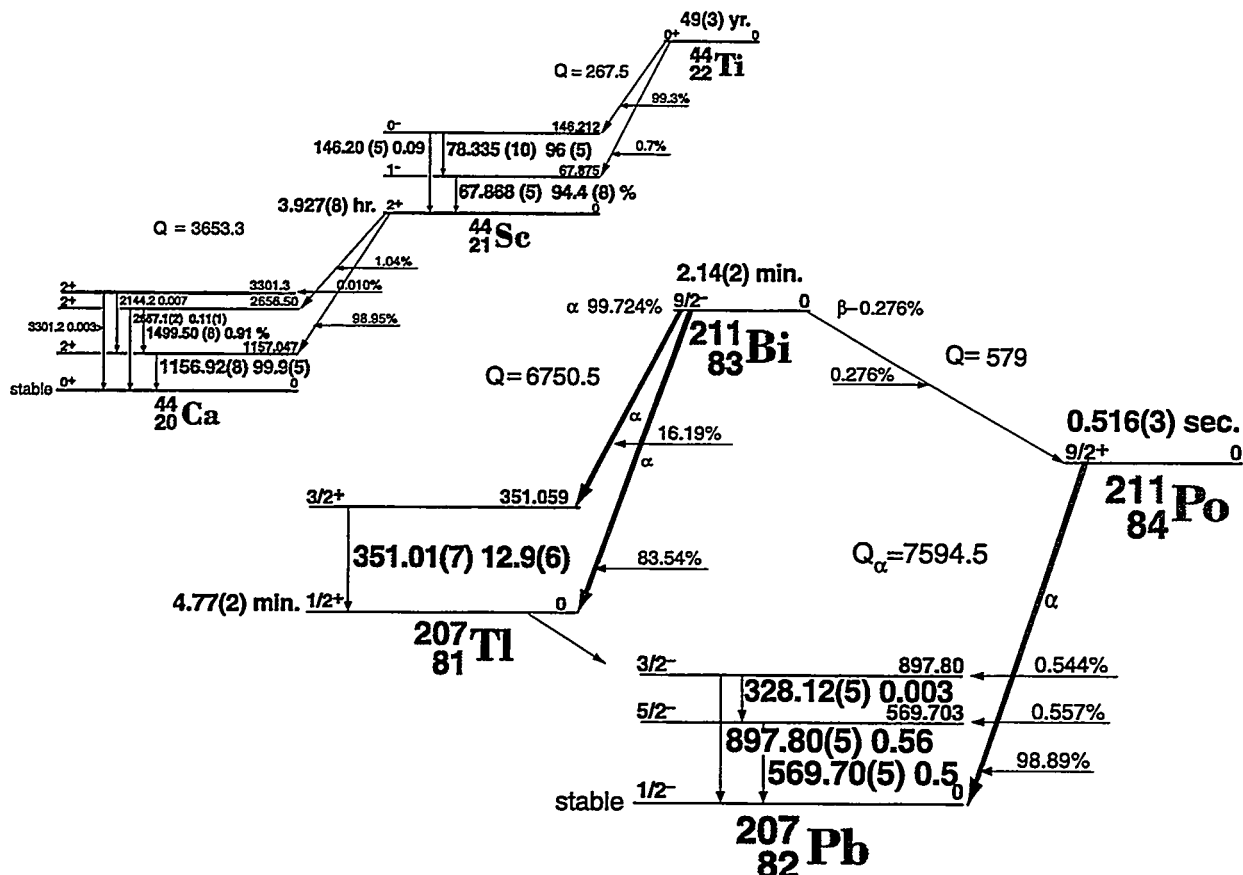 49(3) yr.
0+ 0
44 22 Ti
Q = 267.5
99.3%
0- 146.212
146.20 (5) 0.09 78.335 (10) 96 (5)
0.7%
1- 67.875
67.868 (5) 94.4 (8) %
3.927(8) hr. 2+ 0
44 21 Sc
Q = 3653.3
1.04%
2+ 3301.3 0.010%
2+ 2144.2 0.007 2656.50
3301.2 0.003 0.11(1)
1499.50 (8) 0.91 %
98.95%
2+ 1157.047
1156.92(8) 99.9(5)
stable 0+ 0
44 20 Ca
2.14(2) min.
α 99.724% 9/2- 0 β-0.276%
211 83 Bi
Q= 6750.5
Q = 579
0.276%
α 16.19%
α
0.516(3) sec.
9/2+ 0
211 84 Po
3/2+ 351.059
351.01(7) 12.9(6)
83.54%
Qα=7594.5
α
4.77(2) min. 1/2+ 0
207 81 Tl
3/2- 897.80 0.544%
328.12(5) 0.003
5/2- 569.703 0.557%
897.80(5) 0.56
569.70(5) 0.5
98.89%
stable 1/2- 0
207 82 Pb